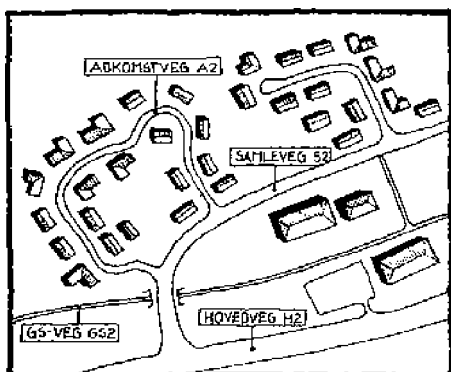 ADKOMSTVEG A2
SAMLEVEG S2
GS-VEG GS2
HOVEDVEG H2